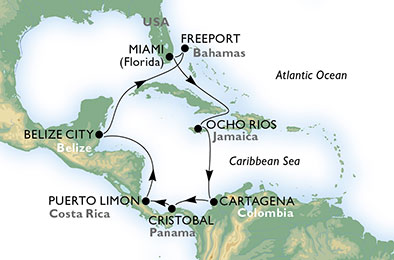 USA
FREEPORT
Bahamas
MIAMI
(Florida)
Atlantic Ocean
OCHO RIOS
Jamaica
BELIZE CITY
Belize
Caribbean Sea
PUERTO LIMON
Costa Rica
CARTAGENA
Colombia
CRISTOBAL
Panama